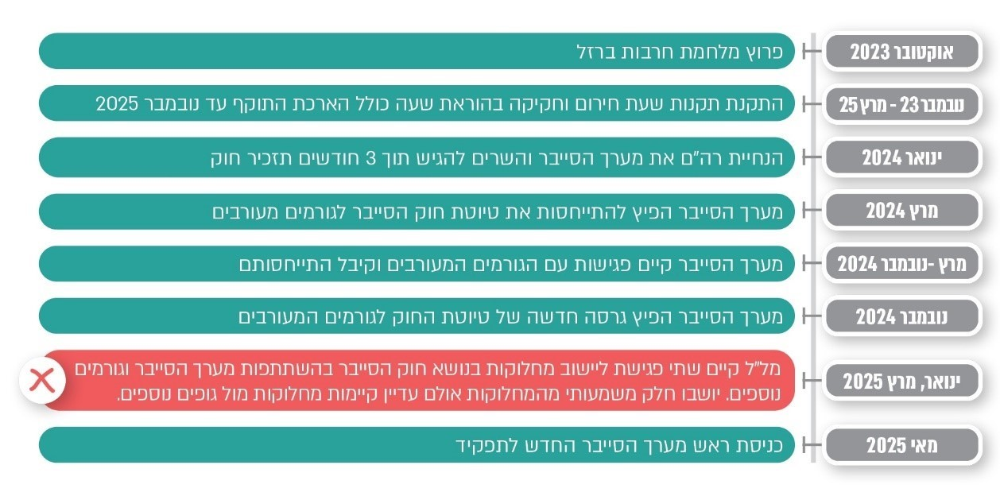 אוקטובר 2023
פרוץ מלחמת חרבות ברזל
נובמבר 23 - מרץ 25
התקנת תקנות שעת חירום וחקיקה בהוראת שעה כולל הארכת התוקף עד נובמבר 2025
ינואר 2024
הנחיית רה"ם את מערך הסייבר והשרים להגיש תוך 3 חודשים תזכיר חוק
מרץ 2024
מערך הסייבר הפיץ להתייחסות את טיוטת חוק הסייבר לגורמים מעורבים
מרץ -נובמבר 2024
מערך הסייבר קיים פגישות עם הגורמים המעורבים וקיבל התייחסותם
נובמבר 2024
מערך הסייבר הפיץ גרסה חדשה של טיוטת החוק לגורמים המעורבים
ינואר, מרץ 2025
מל"ל קיים שתי פגישת ליישוב מחלוקות בנושא חוק הסייבר בהשתתפות מערך הסייבר וגורמים
נוספים. יושבו חלק משמעותי מהמחלוקות אולם עדיין קיימות מחלוקות מול גופים נוספים.
מאי 2025
כניסת ראש מערך הסייבר החדש לתפקיד